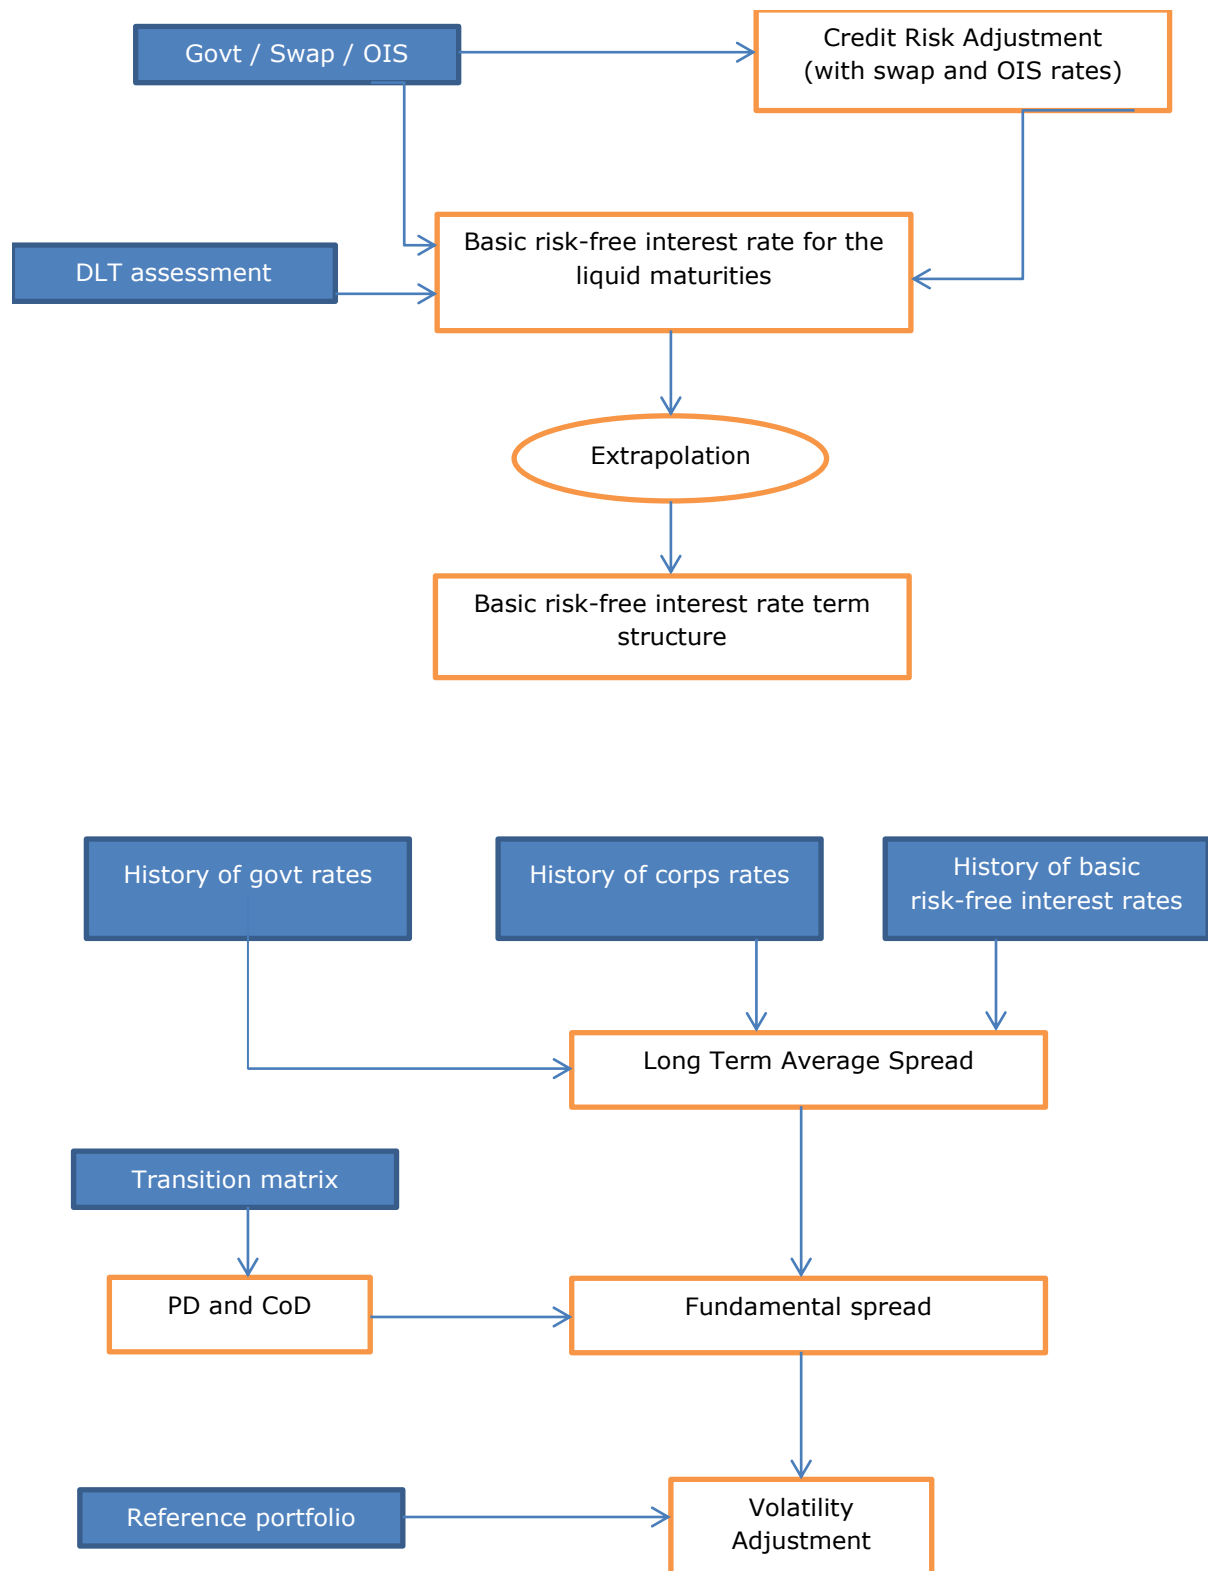 Govt / Swap / OIS
Credit Risk Adjustment
(with swap and OIS rates)
Basic risk-free interest rate for the
liquid maturities
DLT assessment
Extrapolation
Basic risk-free interest rate term
structure
History of govt rates
History of corps rates
History of basic
risk-free interest rates
Long Term Average Spread
Transition matrix
PD and CoD
Fundamental spread
Reference portfolio
Volatility
Adjustment